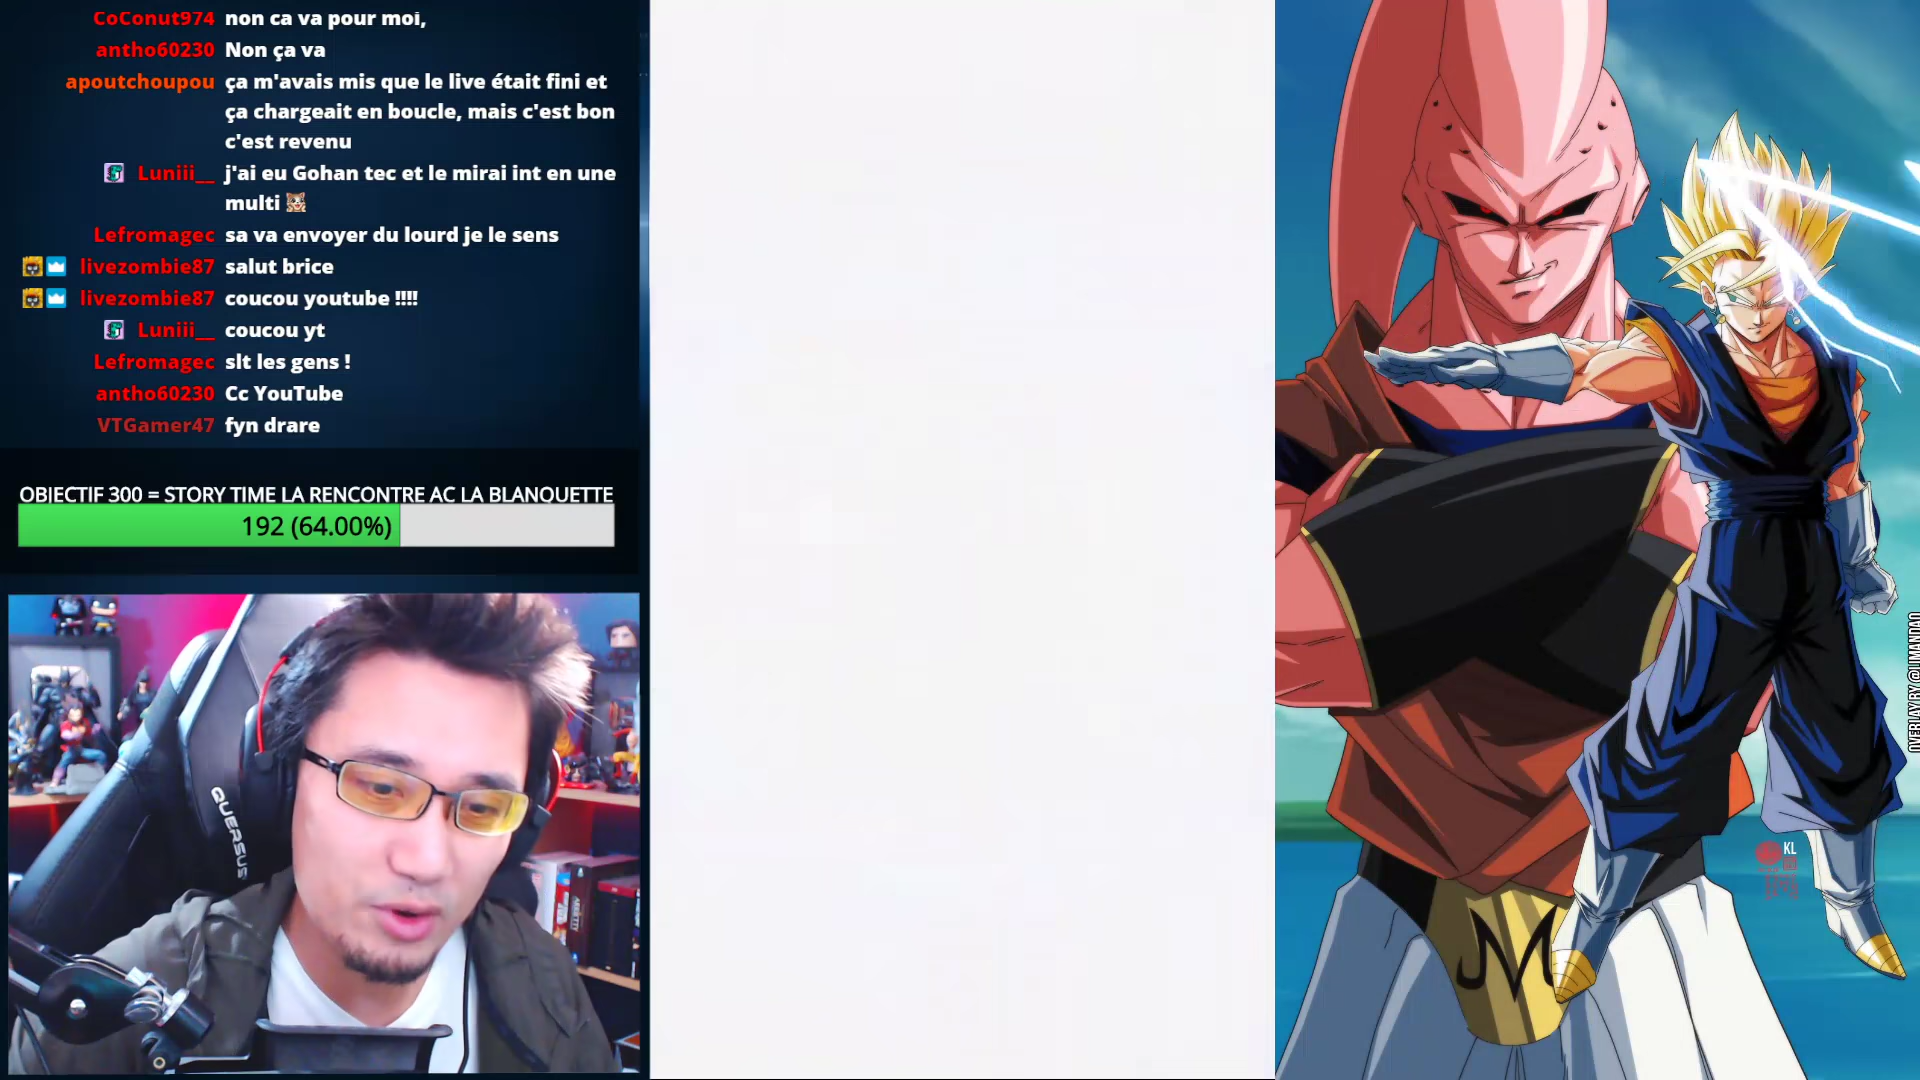 CoConut974 non ca va pour moi,
antho60230 Non ça va
apoutchoupou ça m'avais mis que le live était fini et
ça chargeait en boucle, mais c'est bon
c'est revenu
Luniii__ j'ai eu Gohan tec et le mirai int en une
multi
Lefromagec sa va envoyer du lourd je le sens
livezombie87 salut brice
livezombie87 coucou youtube !!!!
Luniii__ coucou yt
Lefromagec slt les gens !
antho60230 Cc YouTube
VTGamer47 fyn drare
OBJECTIF 300 = STORY TIME LA RENCONTRE AC LA BLANQUETTE
192 (64.00%)
QUERSUS
KL
M
OVERLAY BY @LIMANDAO